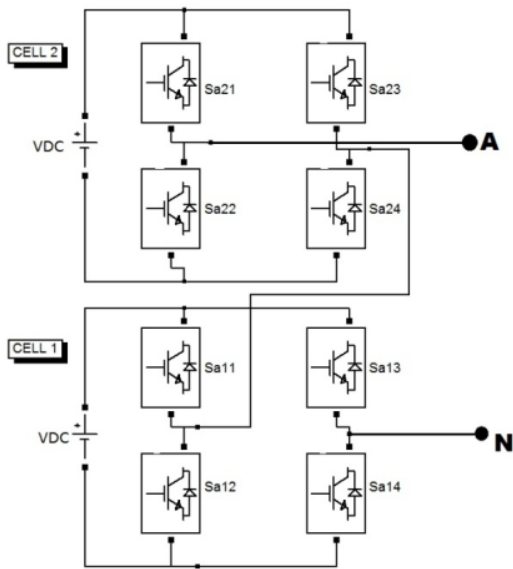 CELL 2
Sa21
Sa23
VDC
+
A
Sa22
Sa24
CELL 1
Sa11
Sa13
VDC
+
N
Sa12
Sa14